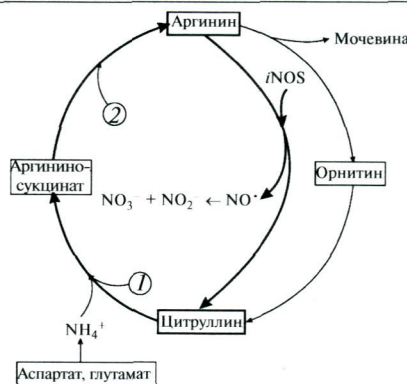 Аргинин
Мочевина
iNOS
2
Аргинино-
сукцинат
Орнитин
NO₃⁻ + NO₂⁻ ← NO•
1
Цитруллин
NH₄⁺
Аспартат, глутамат